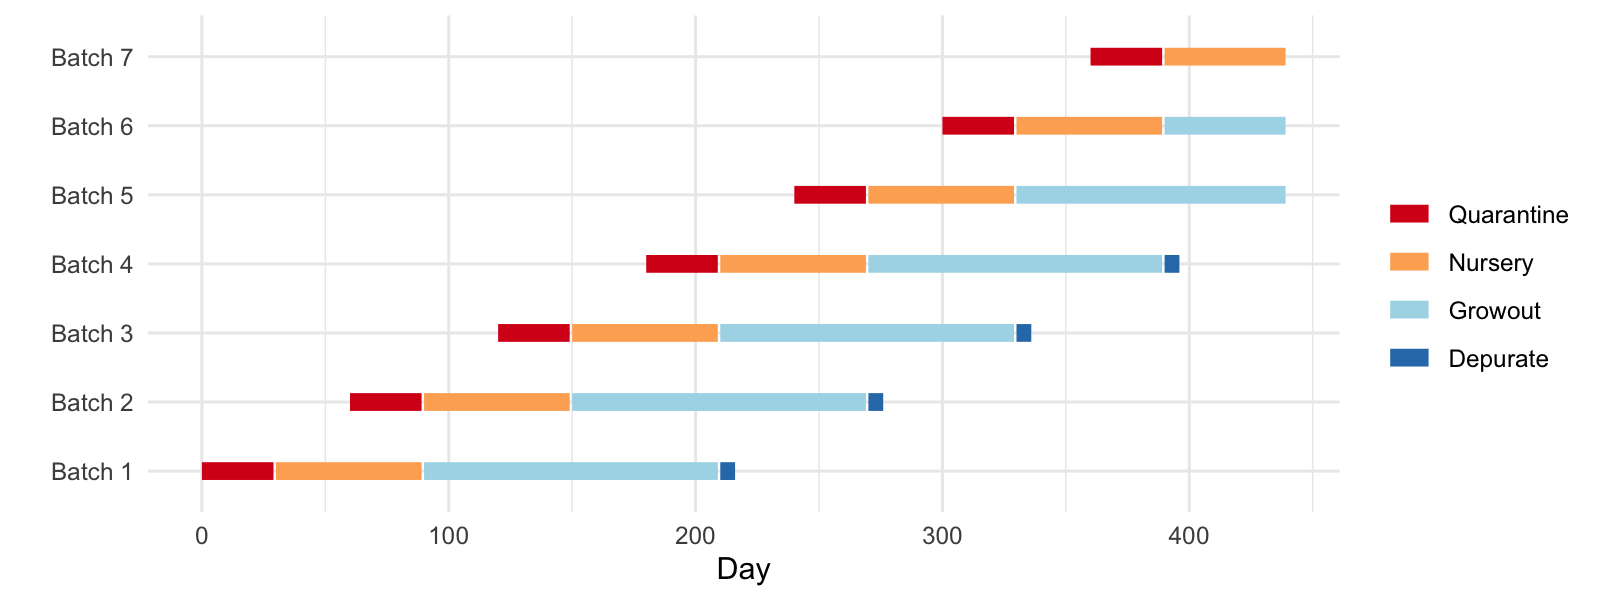 Batch 7
Batch 6
Batch 5
Batch 4
Batch 3
Batch 2
Batch 1
0 100 200 300 400
Day
Quarantine
Nursery
Growout
Depurate